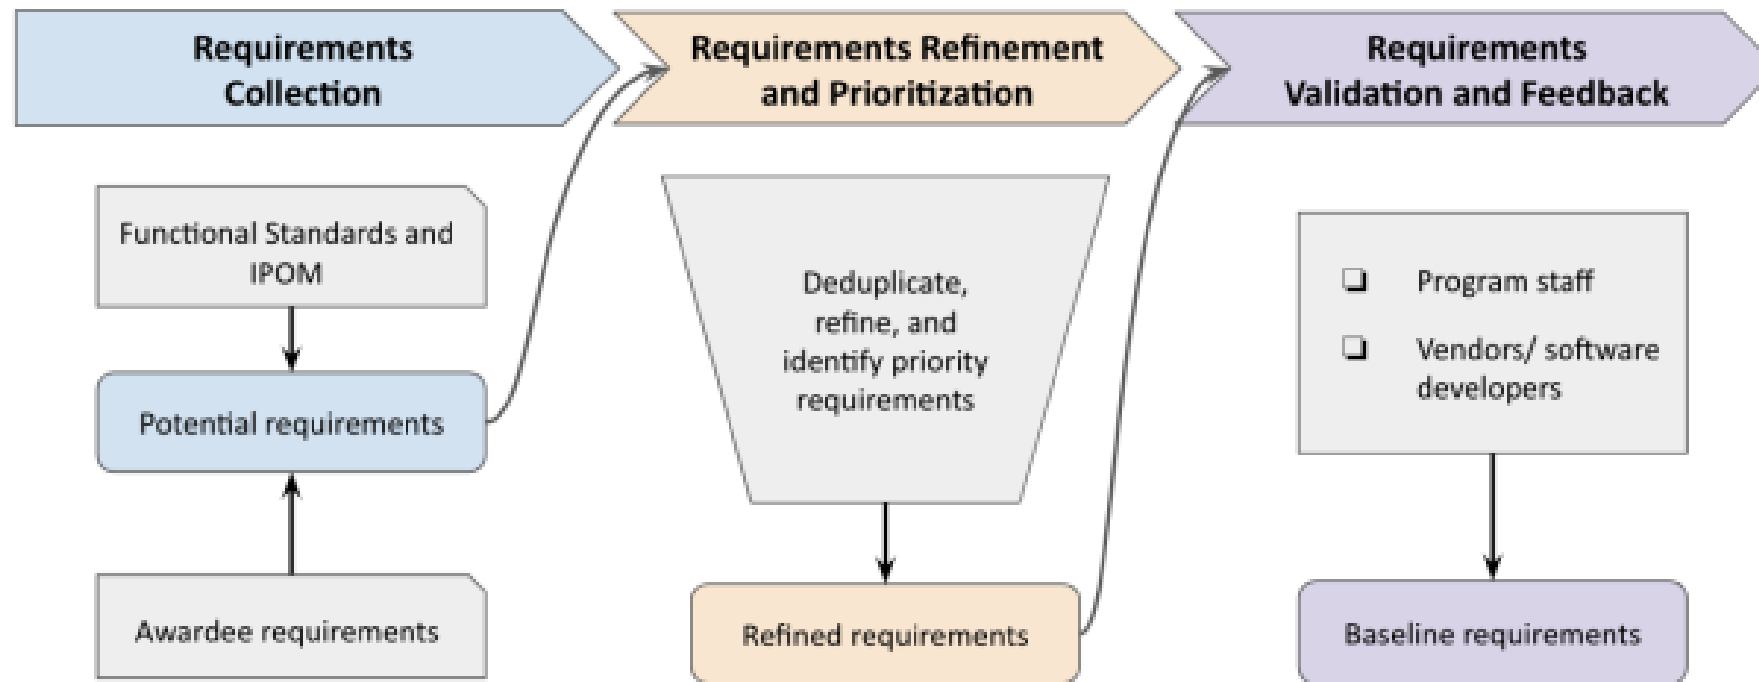 Requirements
Collection
Requirements Refinement
and Prioritization
Requirements
Validation and Feedback
Functional Standards and
IPOM
Potential requirements
Awardee requirements
Deduplicate,
refine, and
identify priority
requirements
Refined requirements
❑ Program staff
❑ Vendors/ software
developers
Baseline requirements